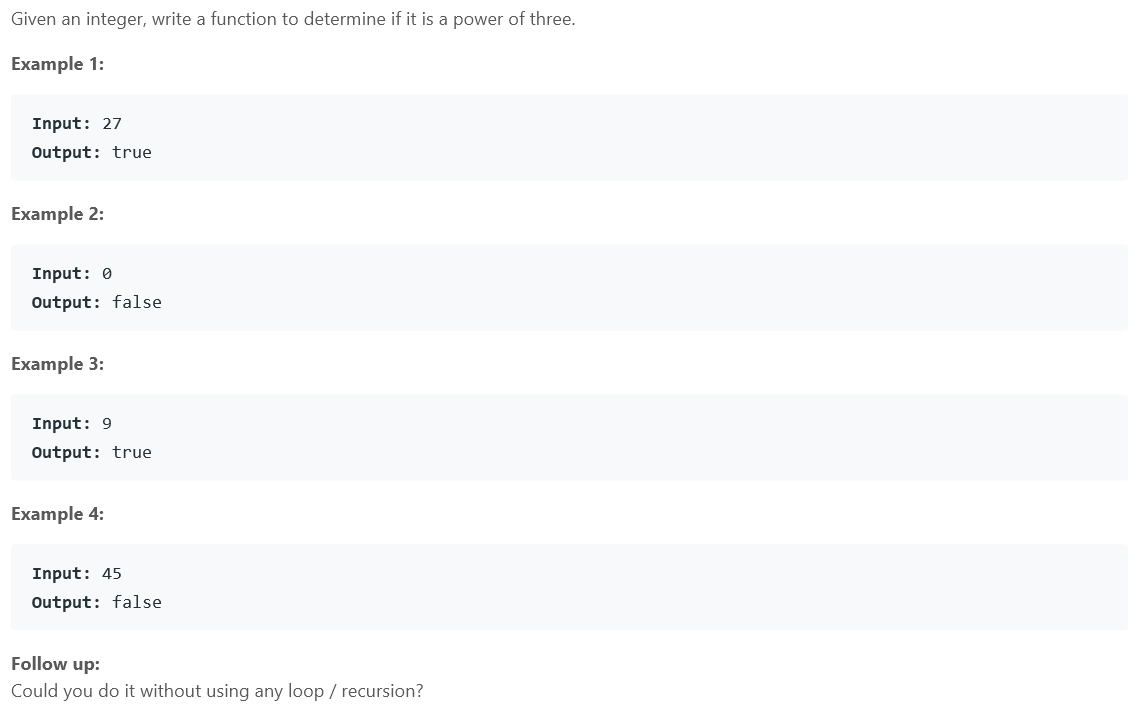 Given an integer, write a function to determine if it is a power of three.
Example 1:
Input: 27
Output: true
Example 2:
Input: 0
Output: false
Example 3:
Input: 9
Output: true
Example 4:
Input: 45
Output: false
Follow up:
Could you do it without using any loop / recursion?